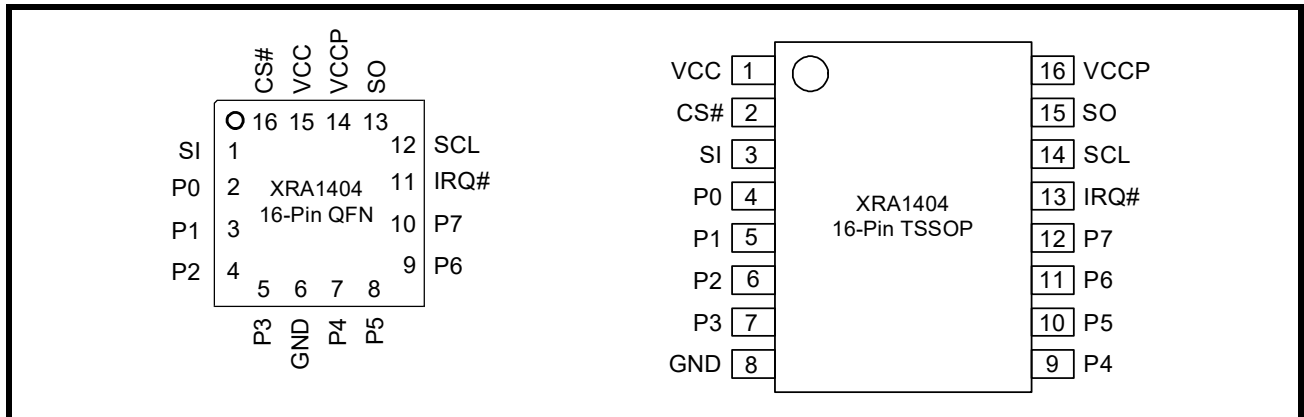 CS# VCC VCCP SO
16 15 14 13
SI 1 12 SCL
P0 2 11 IRQ#
XRA1404
16-Pin QFN
P1 3 10 P7
P2 4 9 P6
5 6 7 8
P3 GND P4 P5
VCC 1 16 VCCP
CS# 2 15 SO
SI 3 14 SCL
P0 4 13 IRQ#
XRA1404
16-Pin TSSOP
P1 5 12 P7
P2 6 11 P6
P3 7 10 P5
GND 8 9 P4